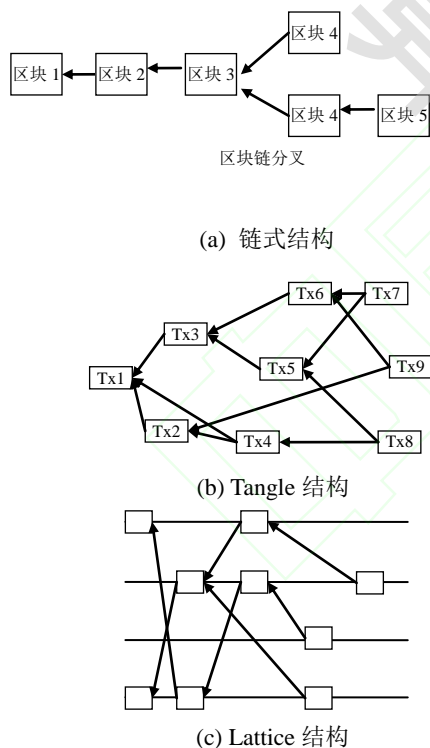 区块 4
区块 1
区块 2
区块 3
区块 4
区块 5
区块链分叉
(a) 链式结构
Tx6
Tx7
Tx3
Tx5
Tx9
Tx1
Tx2
Tx4
Tx8
(b) Tangle 结构
(c) Lattice 结构